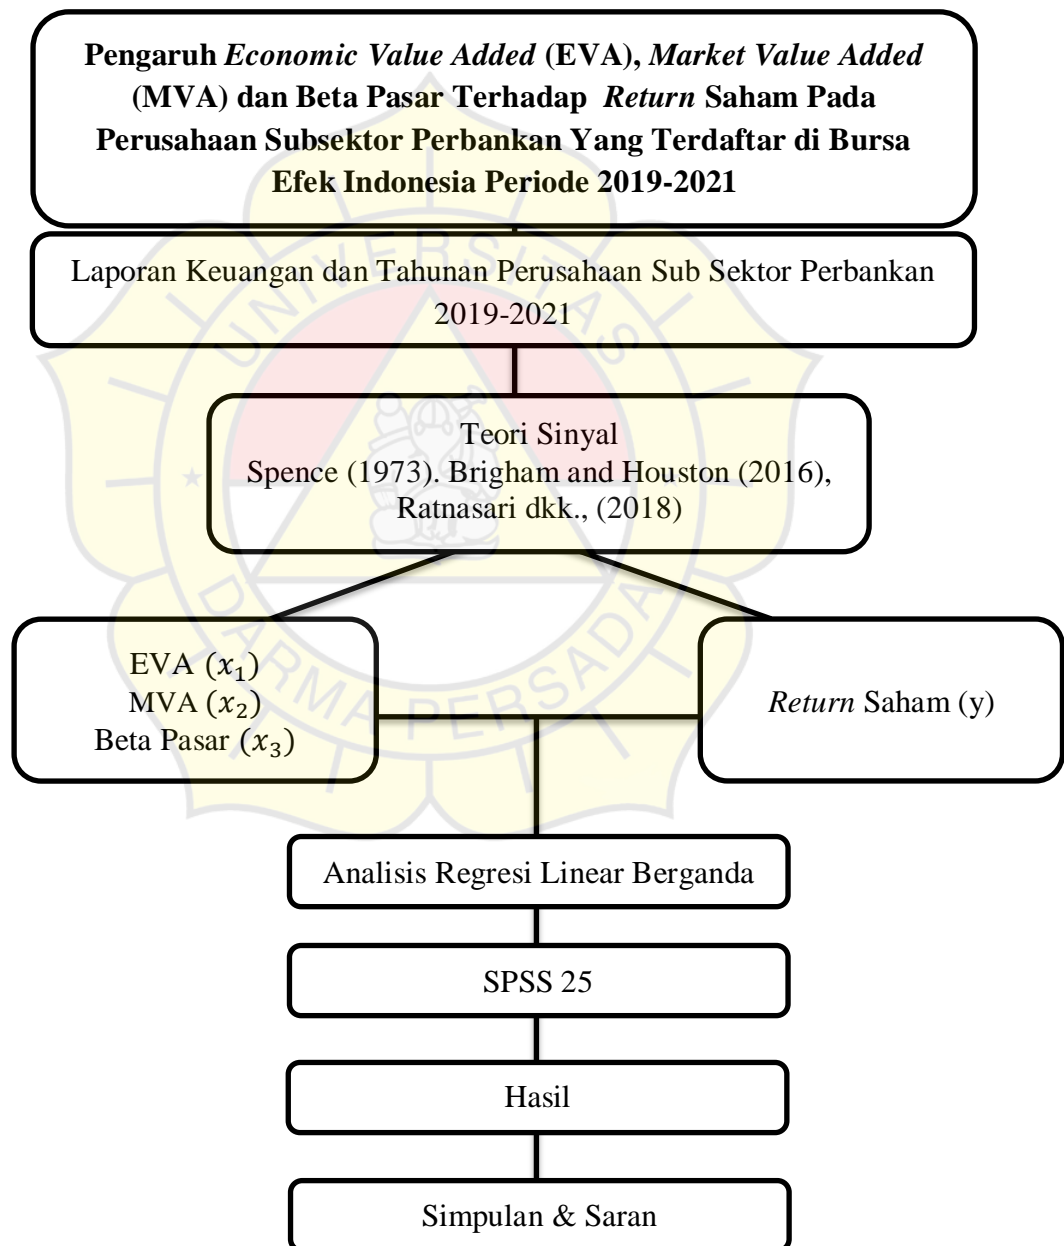 Pengaruh Economic Value Added (EVA), Market Value Added
(MVA) dan Beta Pasar Terhadap Return Saham Pada
Perusahaan Subsektor Perbankan Yang Terdaftar di Bursa
Efek Indonesia Periode 2019-2021
Laporan Keuangan dan Tahunan Perusahaan Sub Sektor Perbankan
2019-2021
UNIVERSITAS
Teori Sinyal
Spence (1973). Brigham and Houston (2016),
Ratnasari dkk., (2018)
DARMA PERSADA
EVA (x₁)
MVA (x₂)
Beta Pasar (x₃)
Return Saham (y)
Analisis Regresi Linear Berganda
SPSS 25
Hasil
Simpulan & Saran